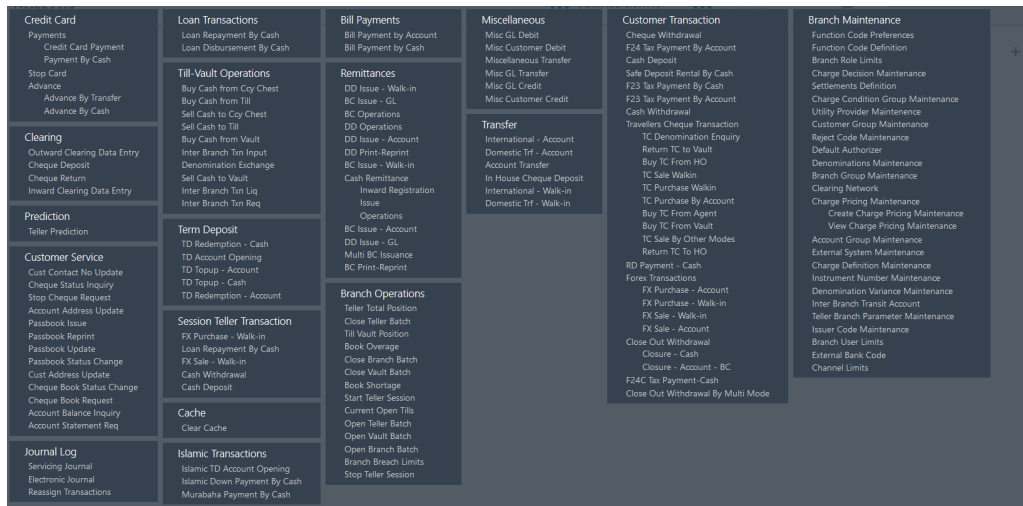 Credit Card
Payments
Credit Card Payment
Payment By Cash
Stop Card
Advance
Advance By Transfer
Advance By Cash
Clearing
Outward Clearing Data Entry
Cheque Deposit
Cheque Return
Inward Clearing Data Entry
Prediction
Teller Prediction
Customer Service
Cust Contact No Update
Cheque Status Inquiry
Stop Cheque Request
Account Address Update
Passbook Issue
Passbook Reprint
Passbook Update
Passbook Status Change
Cust Address Update
Cheque Book Status Change
Cheque Book Request
Account Balance Inquiry
Account Statement Req
Journal Log
Servicing Journal
Electronic Journal
Reassign Transactions
Loan Transactions
Loan Repayment By Cash
Loan Disbursement By Cash
Till-Vault Operations
Buy Cash from Ccy Chest
Buy Cash from Till
Sell Cash to Ccy Chest
Sell Cash to Till
Buy Cash from Vault
Inter Branch Txn Input
Denomination Exchange
Sell Cash to Vault
Inter Branch Txn Liq
Inter Branch Txn Req
Term Deposit
TD Redemption - Cash
TD Account Opening
TD Topup - Account
TD Topup - Cash
TD Redemption - Account
Session Teller Transaction
FX Purchase - Walk-in
Loan Repayment By Cash
FX Sale - Walk-in
Cash Withdrawal
Cash Deposit
Cache
Clear Cache
Islamic Transactions
Islamic TD Account Opening
Islamic Down Payment By Cash
Murabaha Payment By Cash
Bill Payments
Bill Payment by Account
Bill Payment by Cash
Remittances
DD Issue - Walk-in
BC Issue - GL
BC Operations
DD Operations
DD Issue - Account
DD Print-Reprint
BC Issue - Walk-in
Cash Remittance
Inward Registration
Issue
Operations
BC Issue - Account
DD Issue - GL
Multi BC Issuance
BC Print-Reprint
Branch Operations
Teller Total Position
Close Teller Batch
Till Vault Position
Book Overage
Close Branch Batch
Close Vault Batch
Book Shortage
Start Teller Session
Current Open Tills
Open Teller Batch
Open Vault Batch
Open Branch Batch
Branch Breach Limits
Stop Teller Session
Miscellaneous
Misc GL Debit
Misc Customer Debit
Miscellaneous Transfer
Misc GL Transfer
Misc GL Credit
Misc Customer Credit
Transfer
International - Account
Domestic Trf - Account
Account Transfer
In House Cheque Deposit
International - Walk-in
Domestic Trf - Walk-in
Customer Transaction
Cheque Withdrawal
F24 Tax Payment By Account
Cash Deposit
Safe Deposit Rental By Cash
F23 Tax Payment By Cash
F23 Tax Payment By Account
Cash Withdrawal
Travellers Cheque Transaction
TC Denomination Enquiry
Return TC to Vault
Buy TC From HO
TC Sale Walkin
TC Purchase Walkin
TC Purchase By Account
Buy TC From Agent
Buy TC From Vault
TC Sale By Other Modes
Return TC To HO
RD Payment - Cash
Forex Transactions
FX Purchase - Account
FX Purchase - Walk-in
FX Sale - Walk-in
FX Sale - Account
Close Out Withdrawal
Closure - Cash
Closure - Account - BC
F24C Tax Payment-Cash
Close Out Withdrawal By Multi Mode
Branch Maintenance
Function Code Preferences
Function Code Definition
Branch Role Limits
Charge Decision Maintenance
Settlements Definition
Charge Condition Group Maintenance
Utility Provider Maintenence
Customer Group Maintenance
Reject Code Maintenance
Default Authorizer
Denominations Maintenance
Branch Group Maintenance
Clearing Network
Charge Pricing Maintenance
Create Charge Pricing Maintenance
View Charge Pricing Maintenance
Account Group Maintenance
External System Maintenance
Charge Definition Maintenance
Instrument Number Maintenance
Denomination Variance Maintenance
Inter Branch Transit Account
Teller Branch Parameter Maintenance
Issuer Code Maintenance
Branch User Limits
External Bank Code
Channel Limits